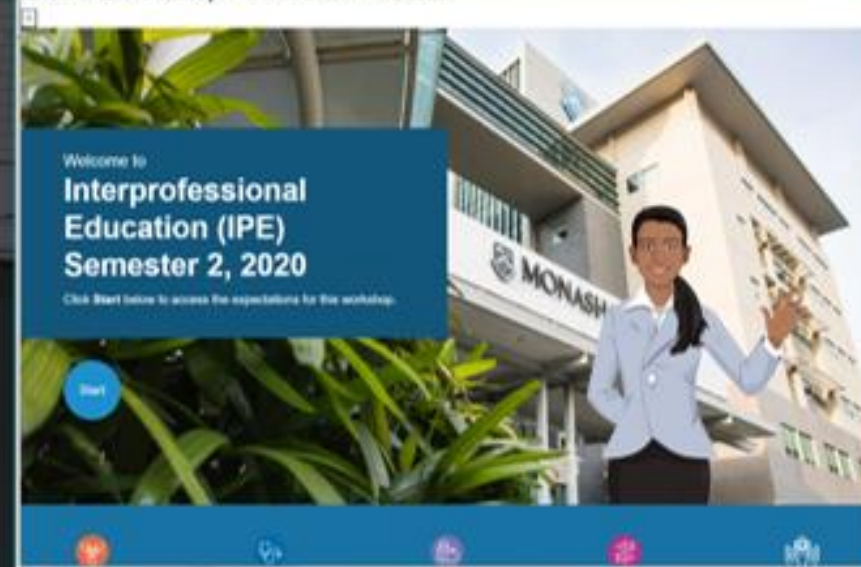 Welcome to
Interprofessional
Education (IPE)
Semester 2, 2020
Click Start below to access the expectations for this workshop.
MONASH
Start